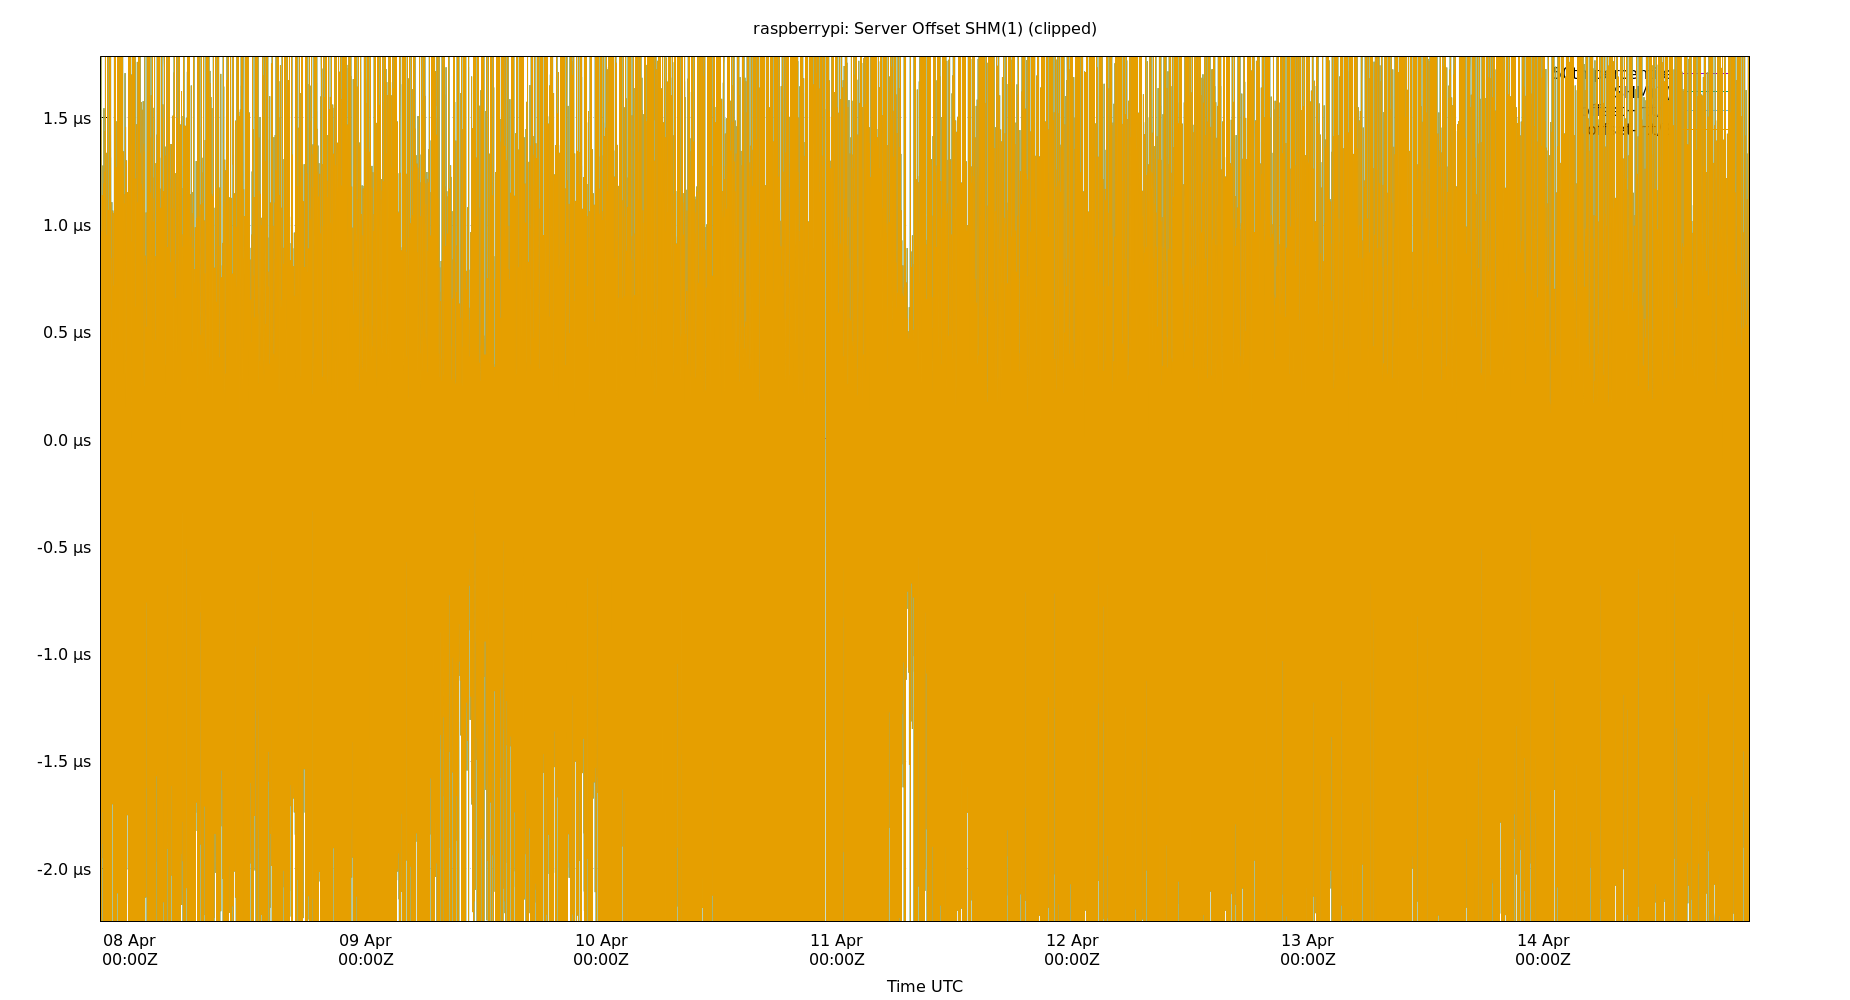 raspberrypi: Server Offset SHM(1) (clipped)
1.5 µs
1.0 µs
0.5 µs
0.0 µs
-0.5 µs
-1.0 µs
-1.5 µs
-2.0 µs
08 Apr 09 Apr 10 Apr 11 Apr 12 Apr 13 Apr 14 Apr
00:00Z 00:00Z 00:00Z 00:00Z 00:00Z 00:00Z 00:00Z
Time UTC